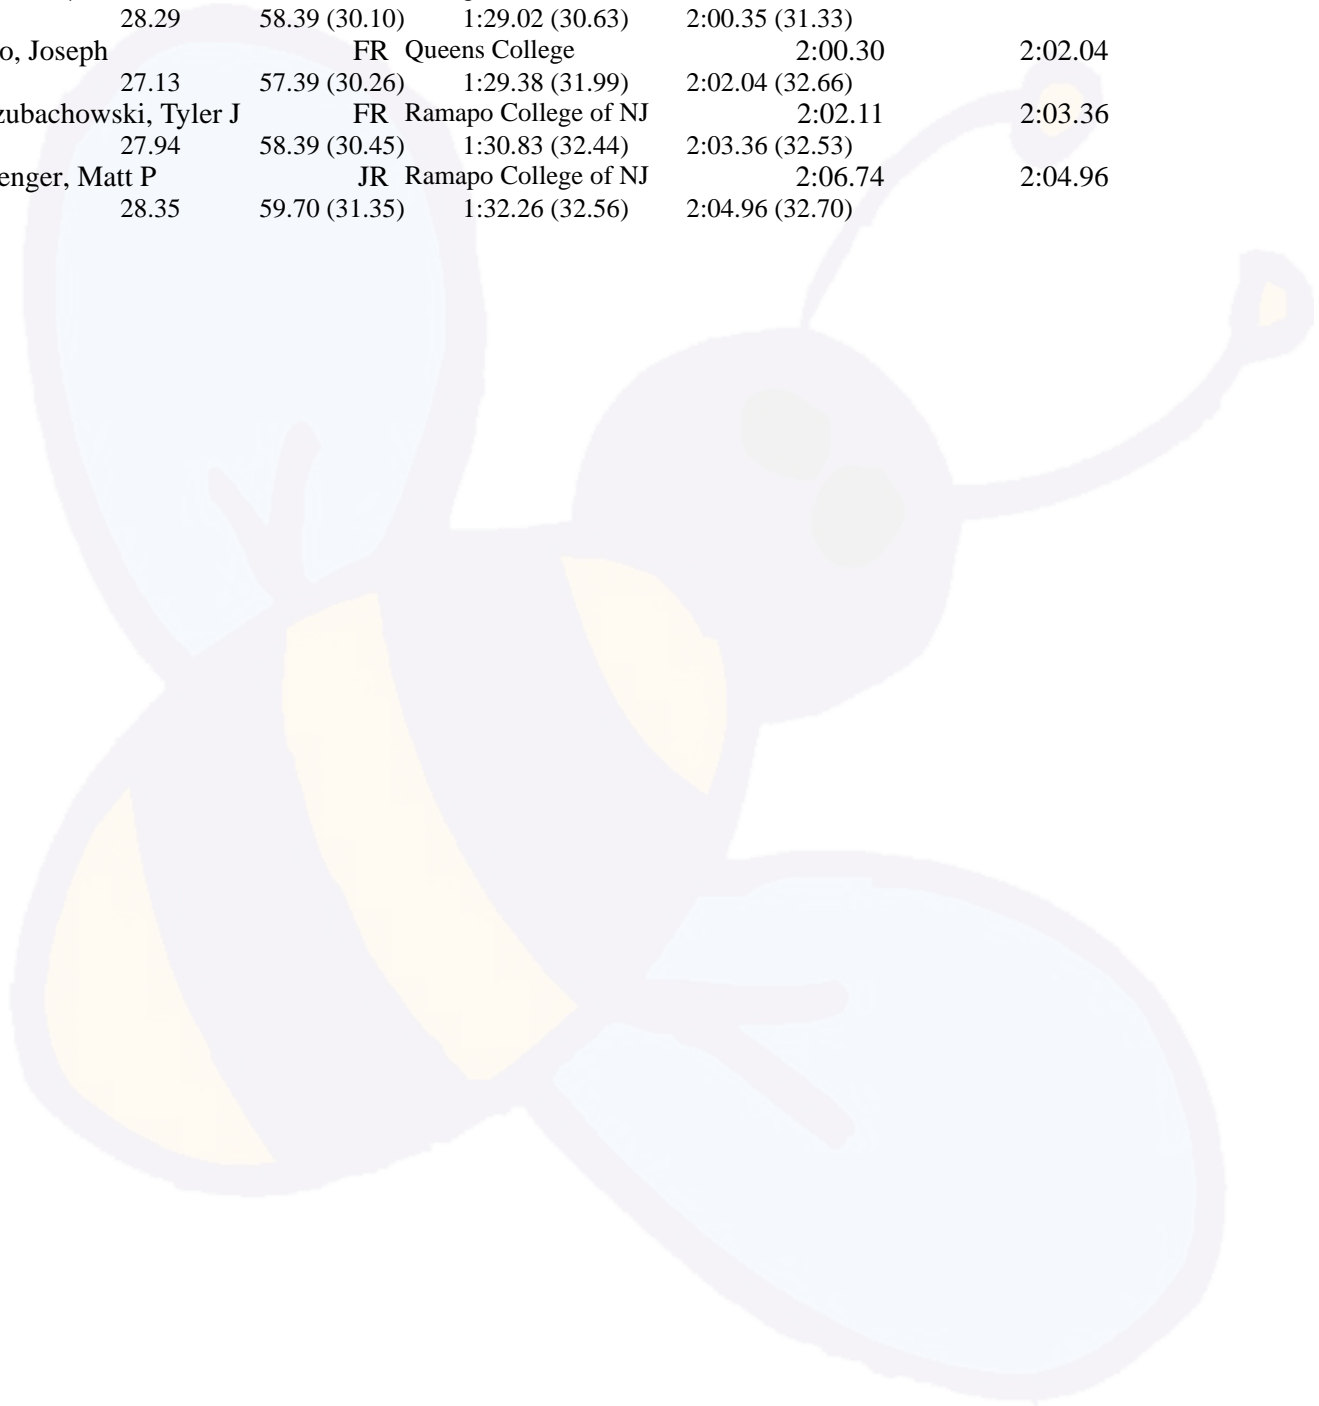 28.29 58.39 (30.10) 1:29.02 (30.63) 2:00.35 (31.33)
o, Joseph FR Queens College 2:00.30 2:02.04
27.13 57.39 (30.26) 1:29.38 (31.99) 2:02.04 (32.66)
zubachowski, Tyler J FR Ramapo College of NJ 2:02.11 2:03.36
27.94 58.39 (30.45) 1:30.83 (32.44) 2:03.36 (32.53)
enger, Matt P JR Ramapo College of NJ 2:06.74 2:04.96
28.35 59.70 (31.35) 1:32.26 (32.56) 2:04.96 (32.70)